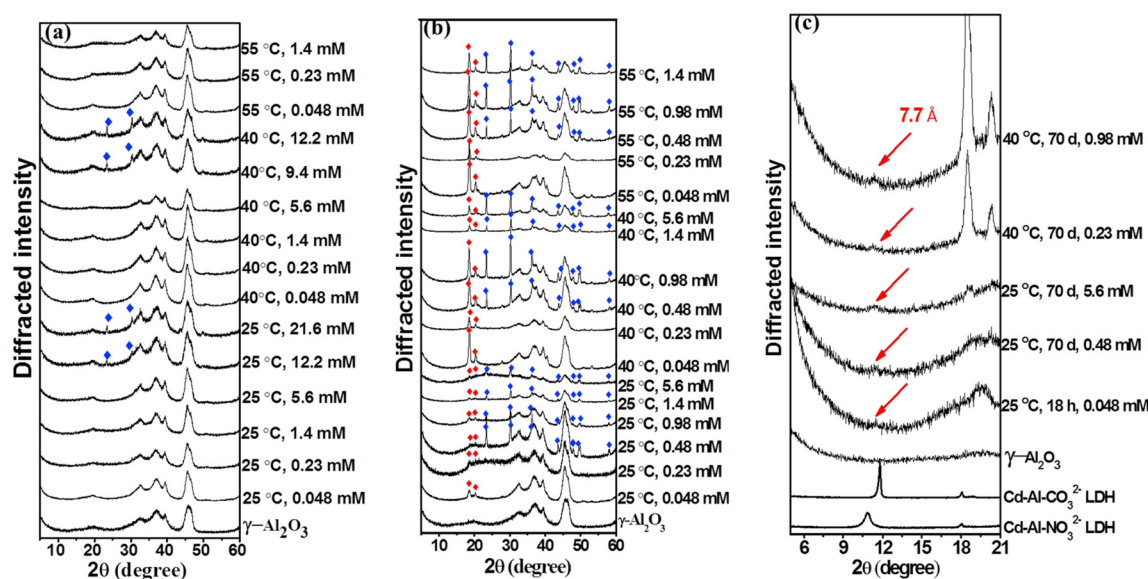 (a)
55 °C, 1.4 mM
55 °C, 0.23 mM
55 °C, 0.048 mM
40 °C, 12.2 mM
40°C, 9.4 mM
40 °C, 5.6 mM
40°C, 1.4 mM
40°C, 0.23 mM
40°C, 0.048 mM
25 °C, 21.6 mM
25 °C, 12.2 mM
25 °C, 5.6 mM
25 °C, 1.4 mM
25 °C, 0.23 mM
25 °C, 0.048 mM
γ−Al₂O₃
Diffracted intensity
10 20 30 40 50 60
2θ (degree)
(b)
55 °C, 1.4 mM
55 °C, 0.98 mM
55 °C, 0.48 mM
55 °C, 0.23 mM
55 °C, 0.048 mM
40 °C, 5.6 mM
40 °C, 1.4 mM
40°C, 0.98 mM
40 °C, 0.48 mM
40 °C, 0.23 mM
40 °C, 0.048 mM
25 °C, 5.6 mM
25 °C, 1.4 mM
25 °C, 0.98 mM
25 °C, 0.48 mM
25 °C, 0.23 mM
25 °C, 0.048 mM
γ-Al₂O₃
Diffracted intensity
10 20 30 40 50 60
2θ (degree)
(c)
7.7 Å
40 °C, 70 d, 0.98 mM
40 °C, 70 d, 0.23 mM
25 °C, 70 d, 5.6 mM
25 °C, 70 d, 0.48 mM
25 °C, 18 h, 0.048 mM
γ−Al₂O₃
Cd-Al-CO₃²⁻ LDH
Cd-Al-NO₃²⁻ LDH
Diffracted intensity
6 9 12 15 18 21
2θ (degree)